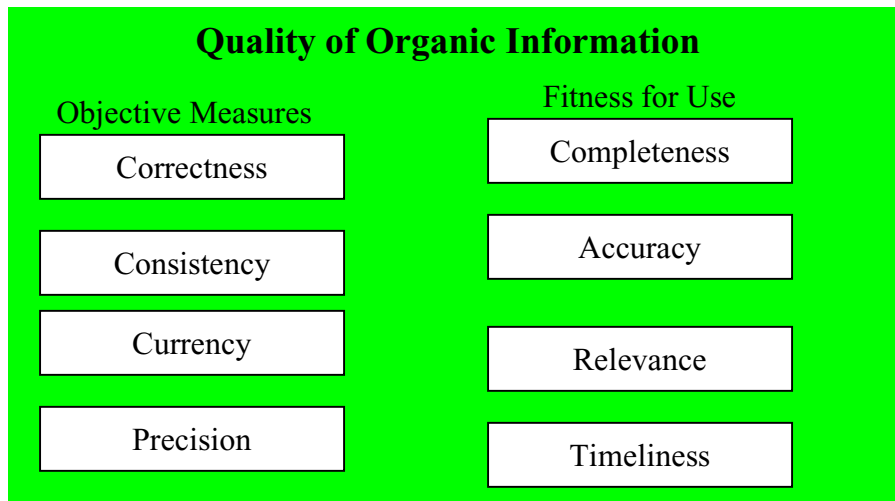 Quality of Organic Information
Objective Measures
Correctness
Consistency
Currency
Precision
Fitness for Use
Completeness
Accuracy
Relevance
Timeliness